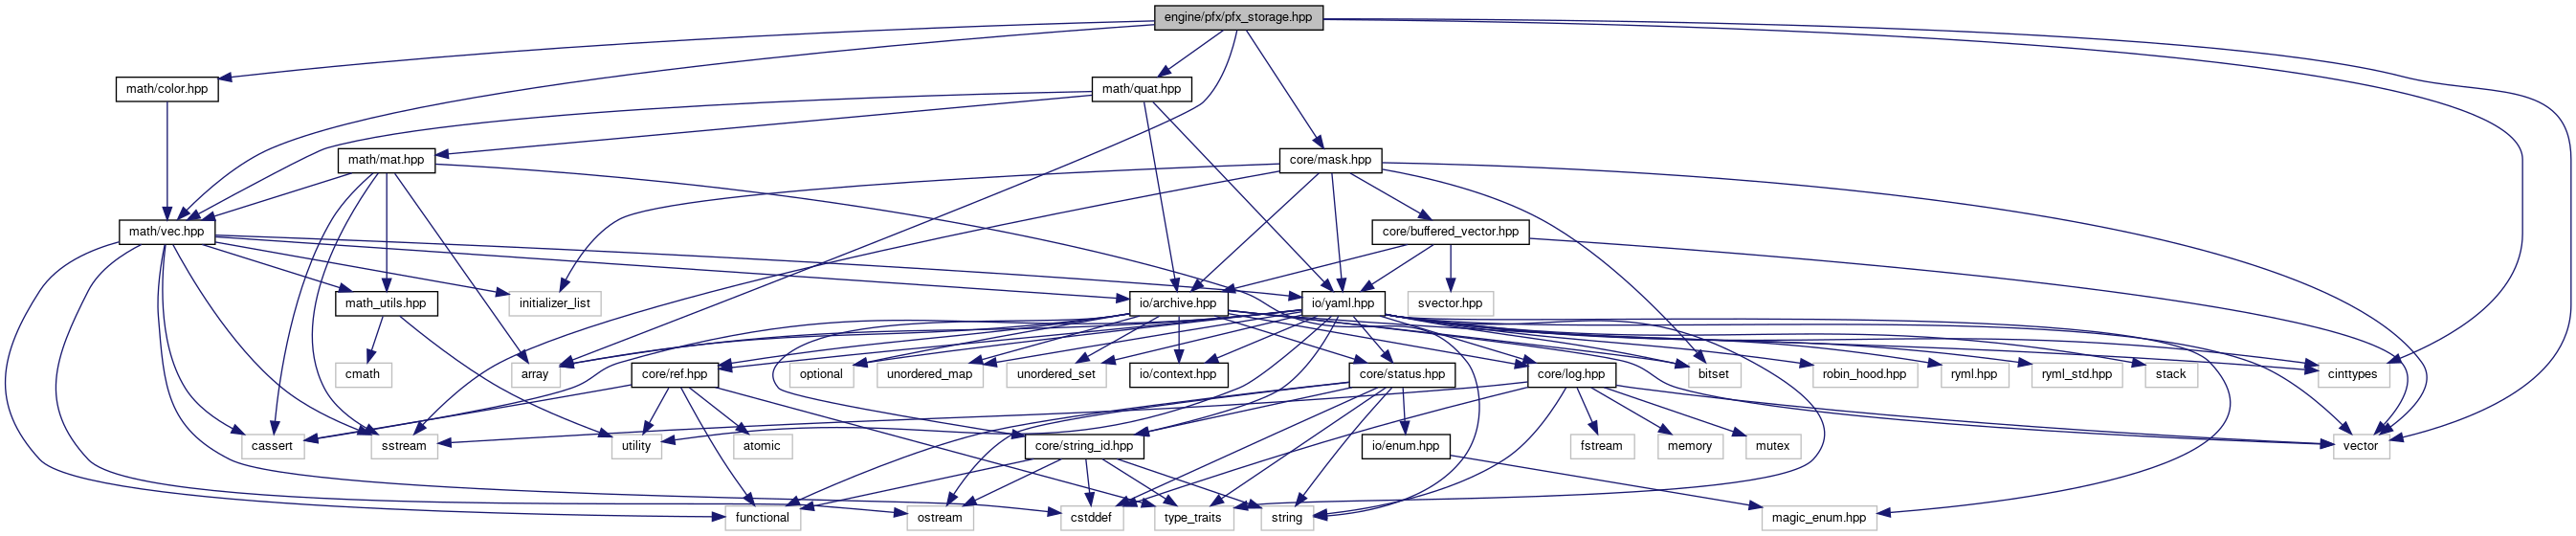 engine/pfx/pfx_storage.hpp
math/color.hpp
math/quat.hpp
math/mat.hpp
core/mask.hpp
math/vec.hpp
core/buffered_vector.hpp
math_utils.hpp
initializer_list
io/archive.hpp
io/yaml.hpp
svector.hpp
cmath
array
core/ref.hpp
optional
unordered_map
unordered_set
io/context.hpp
core/status.hpp
core/log.hpp
bitset
robin_hood.hpp
ryml.hpp
ryml_std.hpp
stack
cinttypes
cassert
sstream
utility
atomic
core/string_id.hpp
io/enum.hpp
fstream
memory
mutex
vector
functional
ostream
cstddef
type_traits
string
magic_enum.hpp